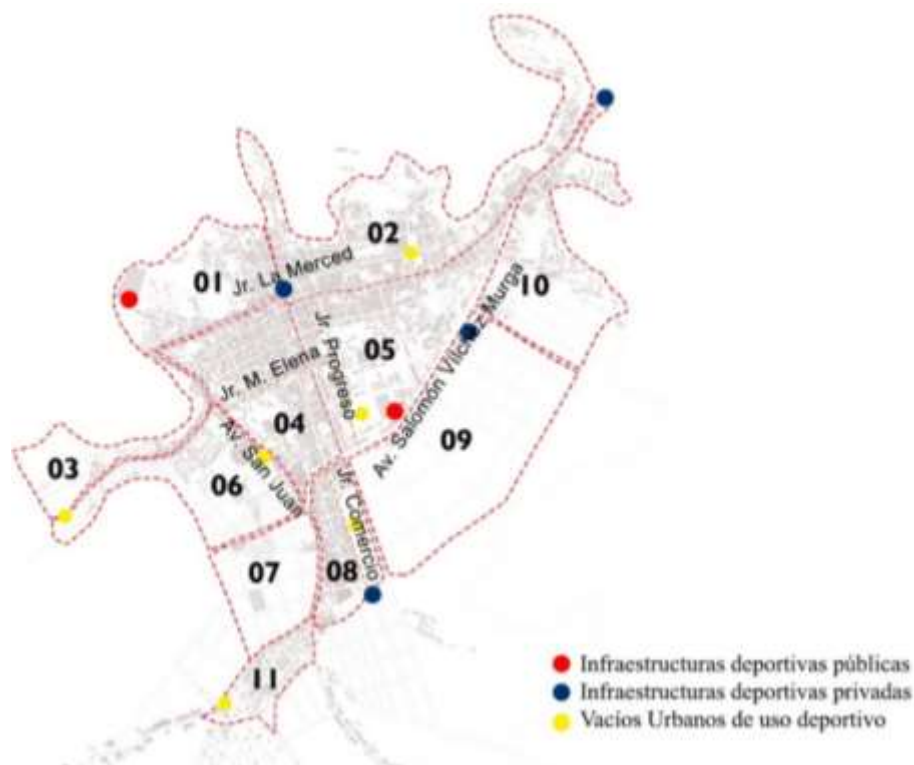 02
01
Jr. La Merced
10
Jr. Progreso
05
Av. Salomón Vílchez Murga
Jr. M. Elena
04
09
03
Av. San Juan
06
Jr. Comercio
07
08
11
Infraestructuras deportivas públicas
Infraestructuras deportivas privadas
Vacíos Urbanos de uso deportivo